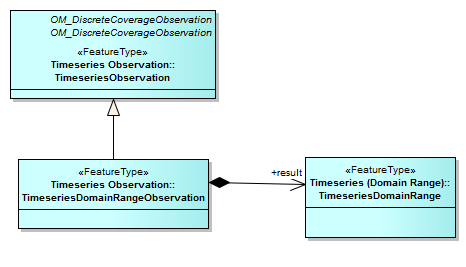 OM_DiscreteCoverageObservation
OM_DiscreteCoverageObservation
«FeatureType»
Timeseries Observation::
TimeseriesObservation
«FeatureType»
Timeseries Observation::
TimeseriesDomainRangeObservation
+result
«FeatureType»
Timeseries (Domain Range)::
TimeseriesDomainRange